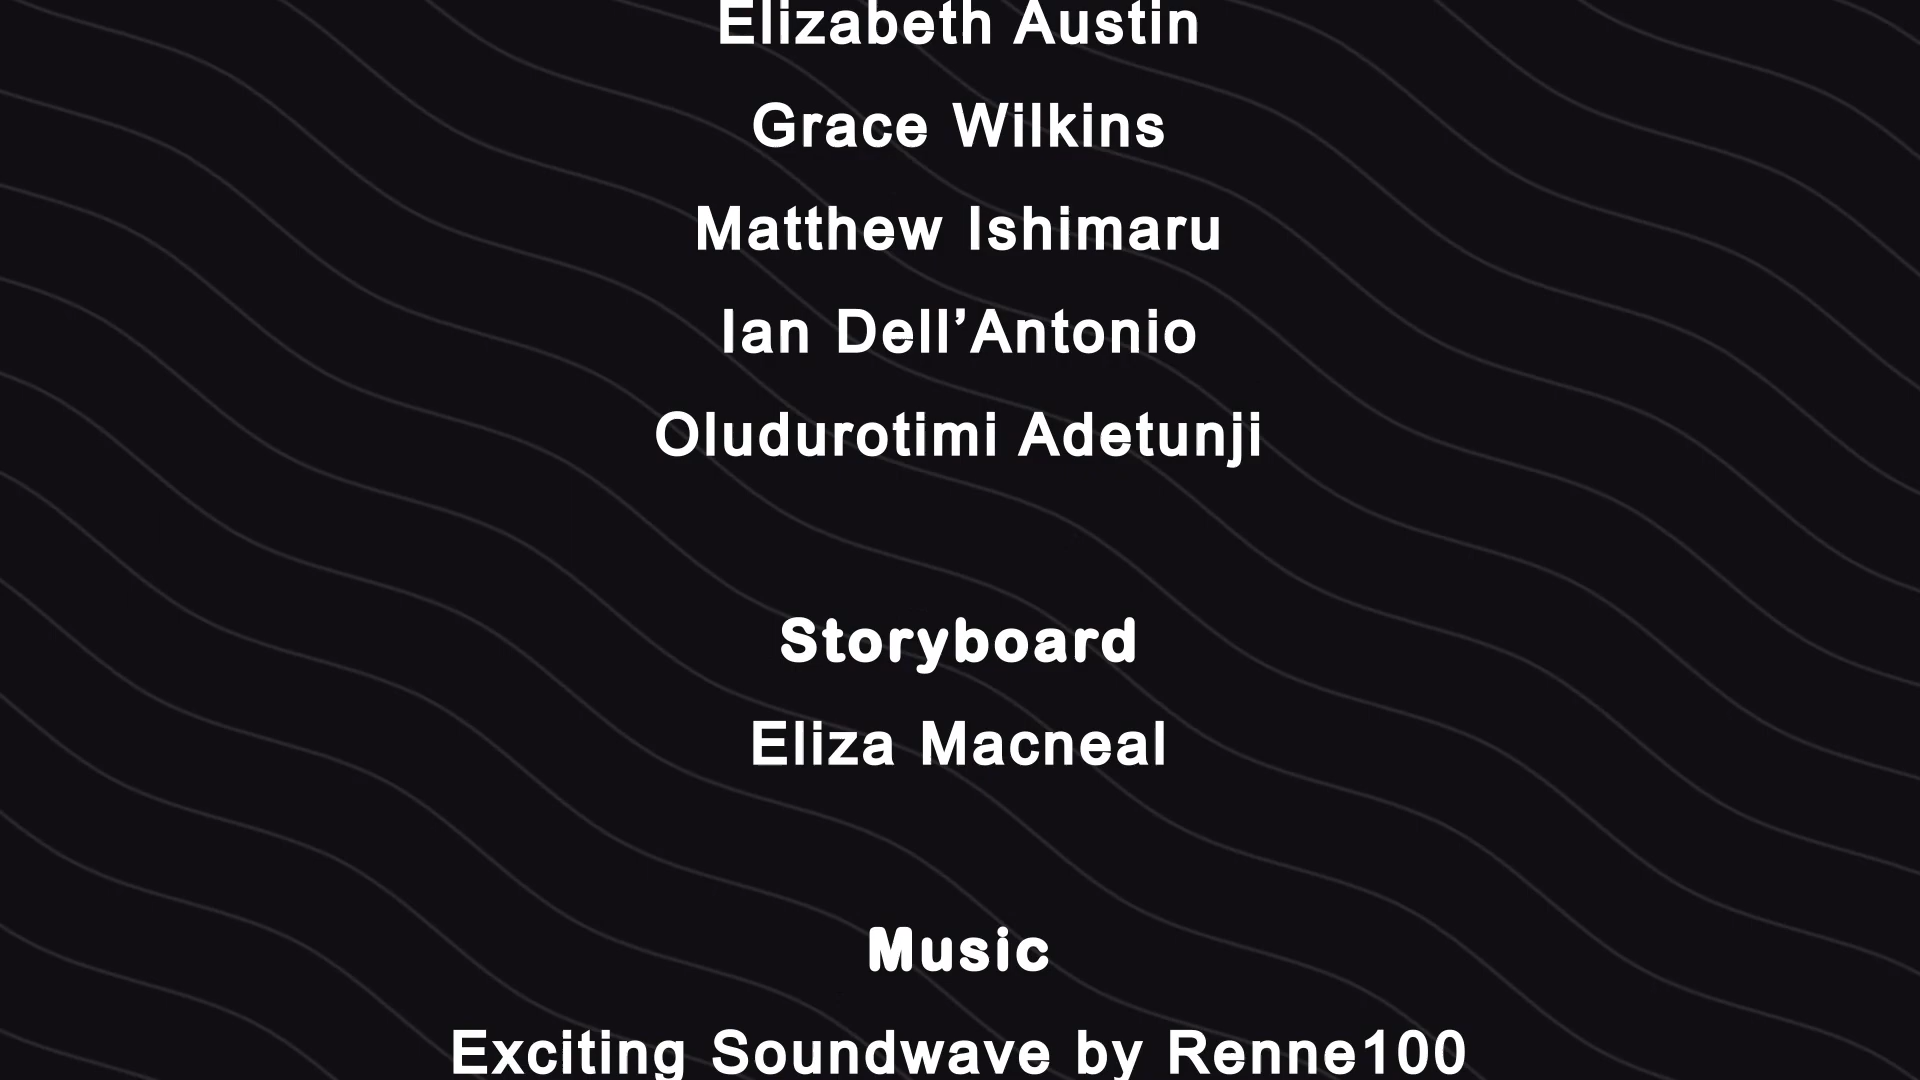 Elizabeth Austin
Grace Wilkins
Matthew Ishimaru
Ian Dell’Antonio
Oludurotimi Adetunji
Storyboard
Eliza Macneal
Music
Exciting Soundwave by Renne100